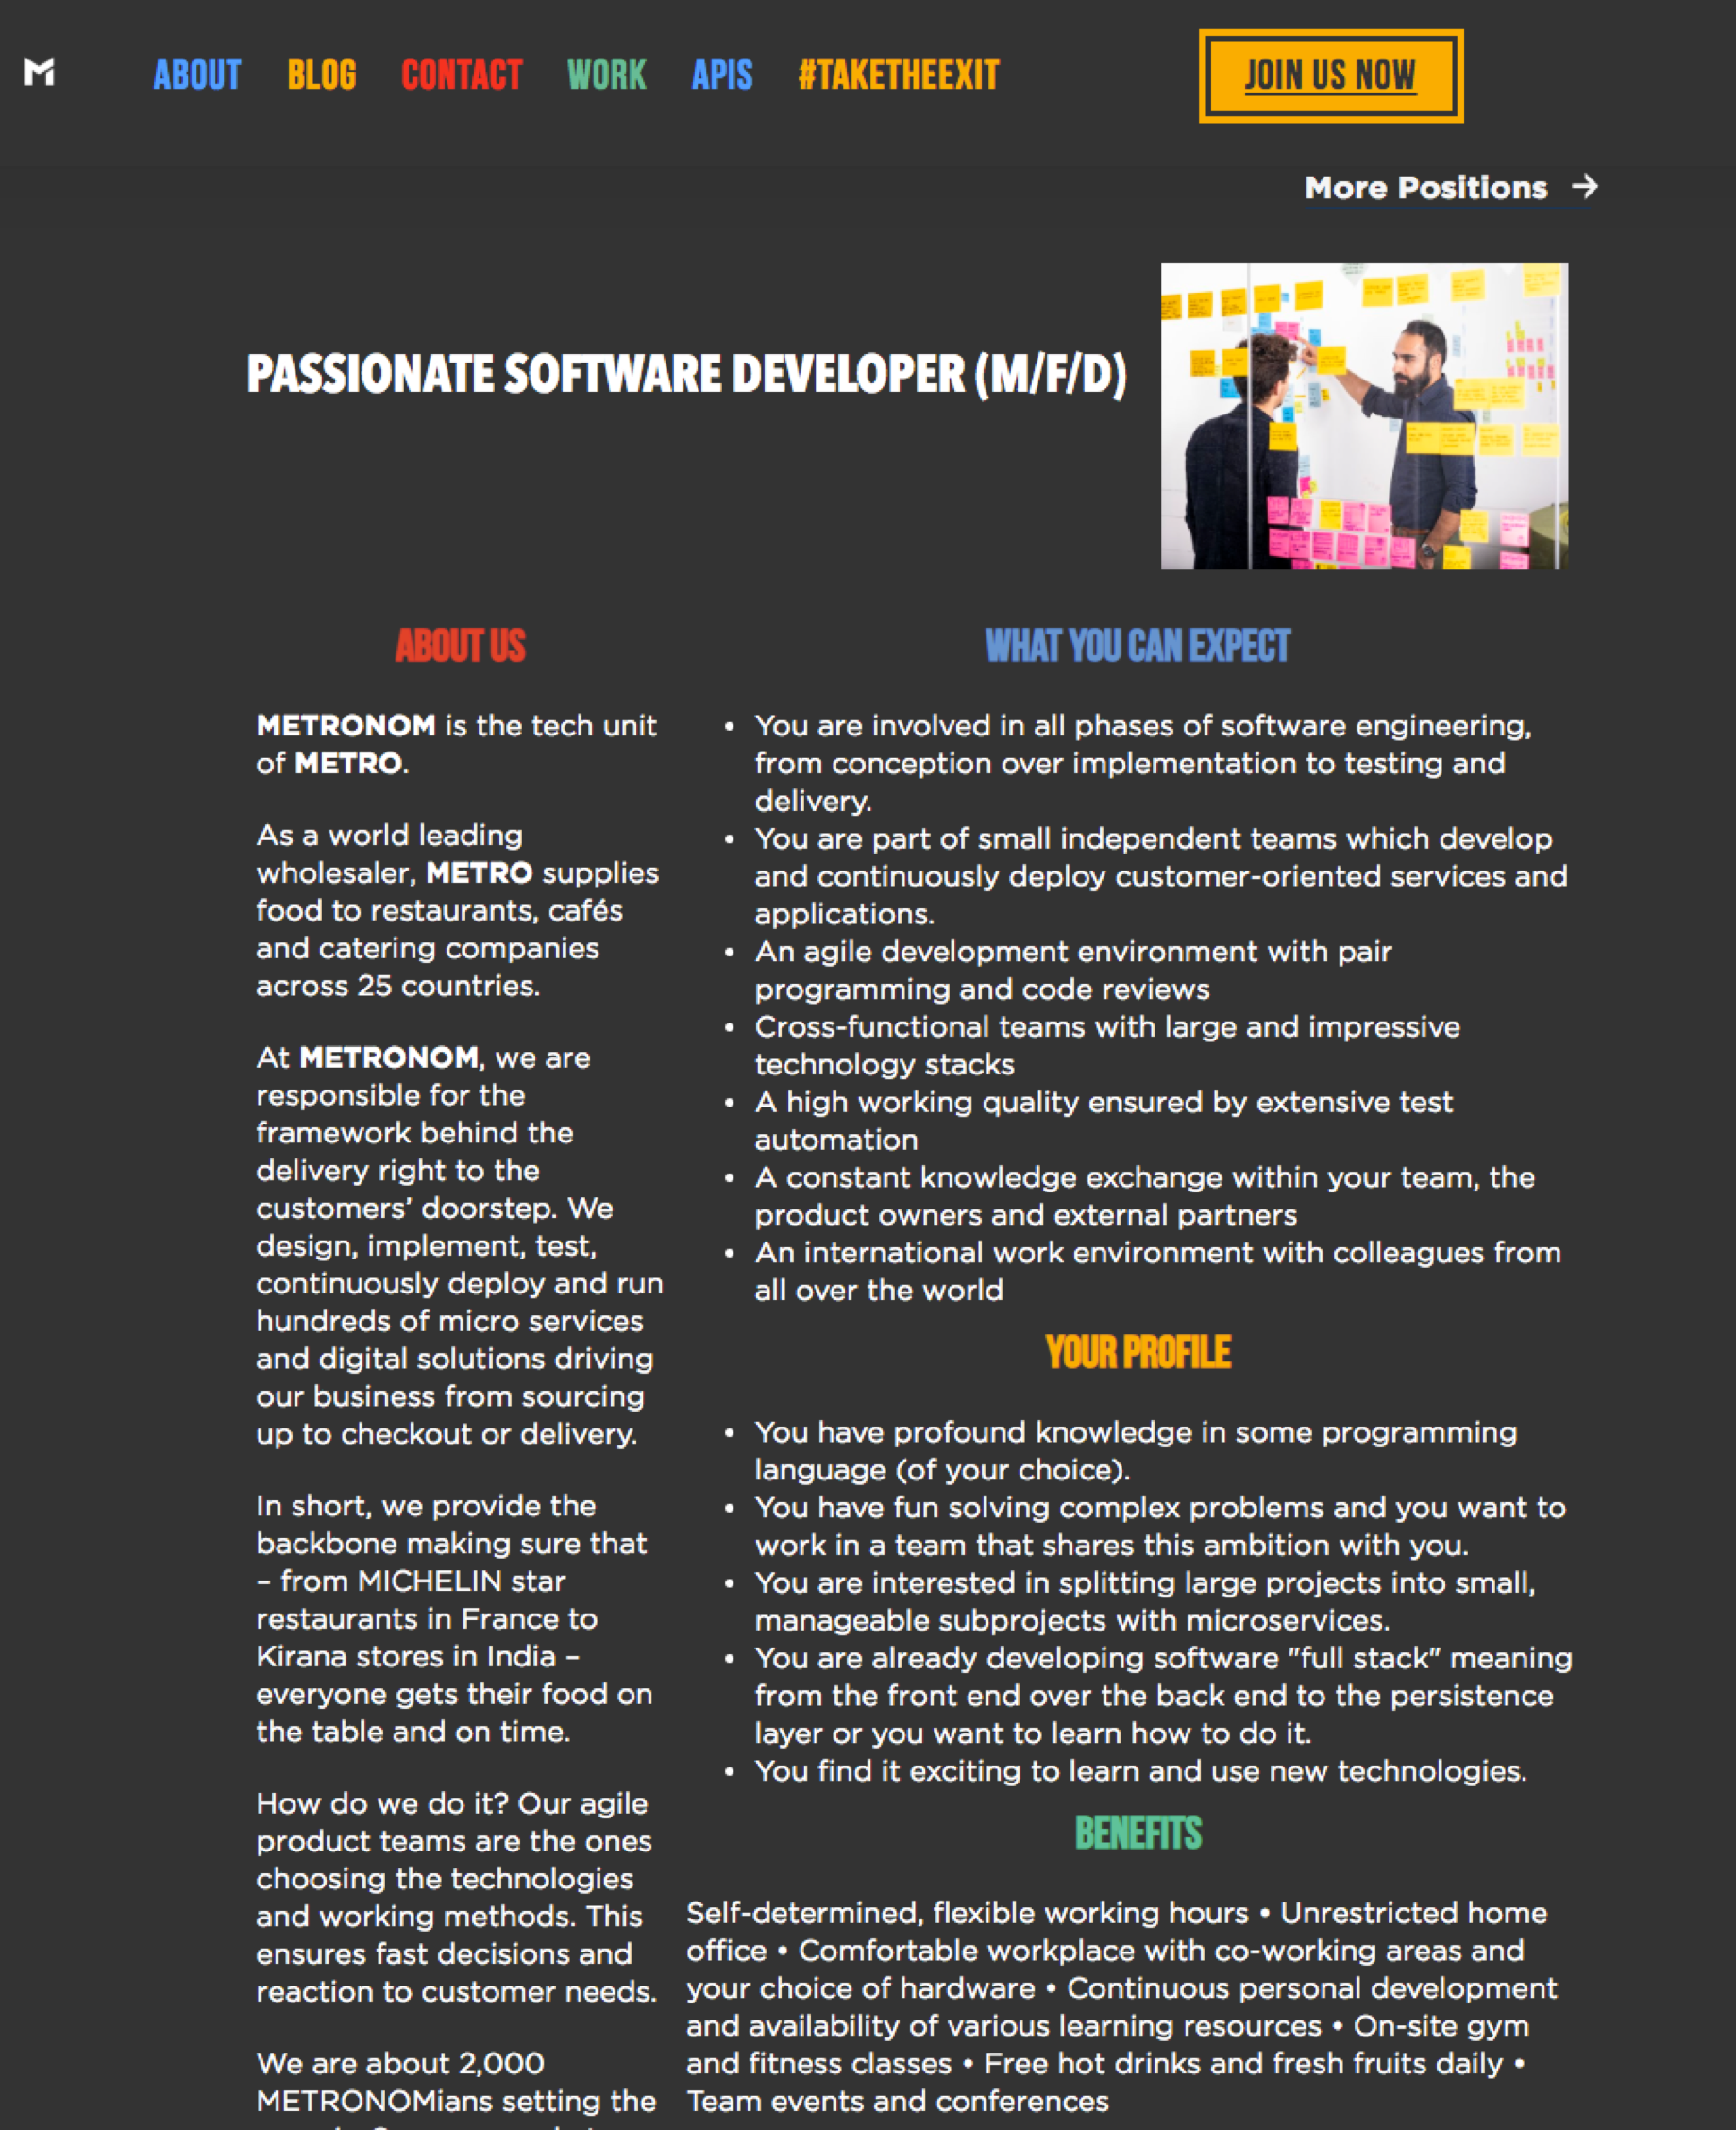 M
ABOUT BLOG CONTACT WORK APIS #TAKETHEEXIT JOIN US NOW
More Positions →
PASSIONATE SOFTWARE DEVELOPER (M/F/D)
ABOUT US
METRONOM is the tech unit
of METRO.
As a world leading
wholesaler, METRO supplies
food to restaurants, cafés
and catering companies
across 25 countries.
At METRONOM, we are
responsible for the
framework behind the
delivery right to the
customers’ doorstep. We
design, implement, test,
continuously deploy and run
hundreds of micro services
and digital solutions driving
our business from sourcing
up to checkout or delivery.
In short, we provide the
backbone making sure that
– from MICHELIN star
restaurants in France to
Kirana stores in India –
everyone gets their food on
the table and on time.
How do we do it? Our agile
product teams are the ones
choosing the technologies
and working methods. This
ensures fast decisions and
reaction to customer needs.
We are about 2,000
METRONOMians setting the
WHAT YOU CAN EXPECT
• You are involved in all phases of software engineering,
from conception over implementation to testing and
delivery.
• You are part of small independent teams which develop
and continuously deploy customer-oriented services and
applications.
• An agile development environment with pair
programming and code reviews
• Cross-functional teams with large and impressive
technology stacks
• A high working quality ensured by extensive test
automation
• A constant knowledge exchange within your team, the
product owners and external partners
• An international work environment with colleagues from
all over the world
YOUR PROFILE
• You have profound knowledge in some programming
language (of your choice).
• You have fun solving complex problems and you want to
work in a team that shares this ambition with you.
• You are interested in splitting large projects into small,
manageable subprojects with microservices.
• You are already developing software "full stack" meaning
from the front end over the back end to the persistence
layer or you want to learn how to do it.
• You find it exciting to learn and use new technologies.
BENEFITS
Self-determined, flexible working hours • Unrestricted home
office • Comfortable workplace with co-working areas and
your choice of hardware • Continuous personal development
and availability of various learning resources • On-site gym
and fitness classes • Free hot drinks and fresh fruits daily •
Team events and conferences